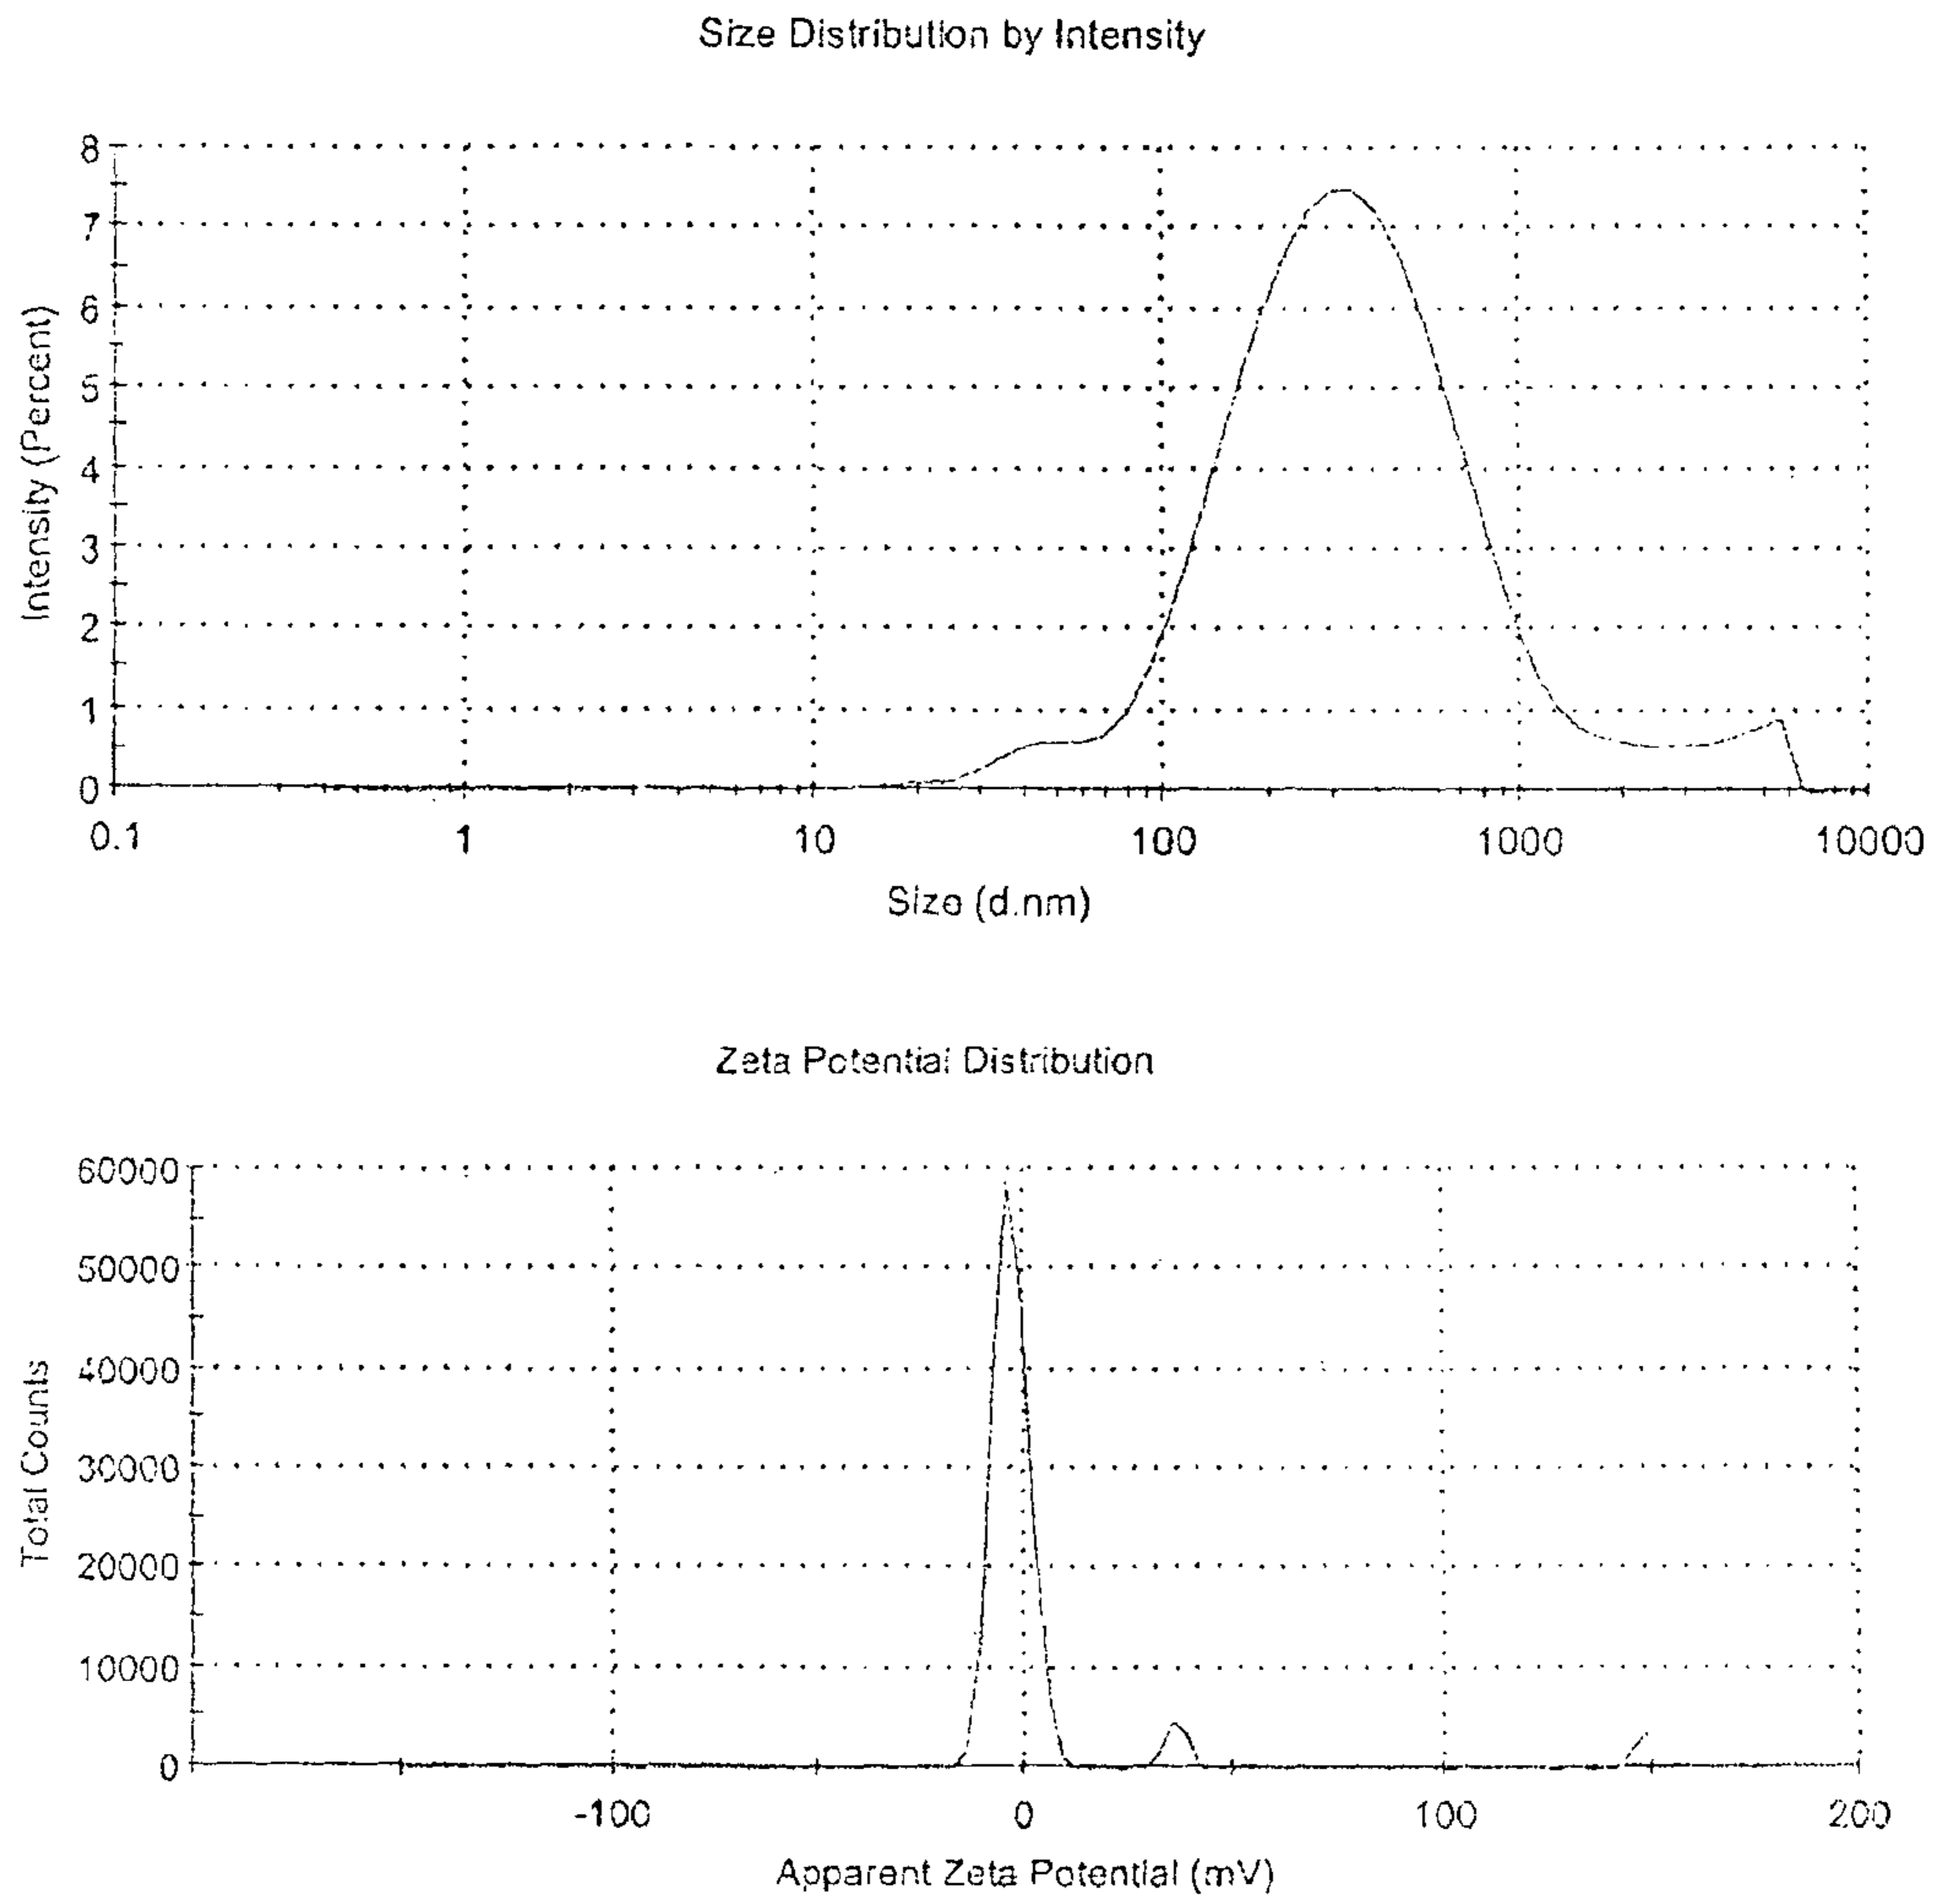 Size Distribution by Intensity
8
7
6
5
4
3
2
1
0
Intensity (Percent)
0.1 1 10 100 1000 10000
Size (d.nm)
Zeta Potential Distribution
60000
50000
40000
30000
20000
10000
0
Total Counts
-100 0 100 200
Apparent Zeta Potential (mV)